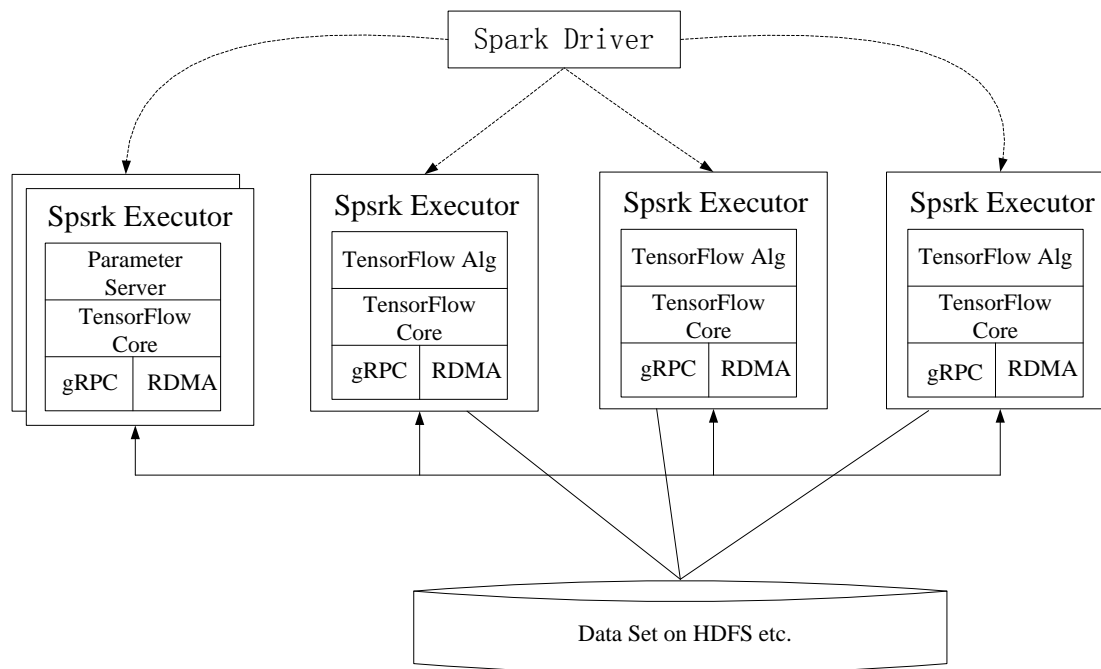 Spark Driver
Spsrk Executor
Parameter
Server
TensorFlow
Core
gRPC
RDMA
Spsrk Executor
TensorFlow Alg
TensorFlow
Core
gRPC
RDMA
Spsrk Executor
TensorFlow Alg
TensorFlow
Core
gRPC
RDMA
Spsrk Executor
TensorFlow Alg
TensorFlow
Core
gRPC
RDMA
Data Set on HDFS etc.